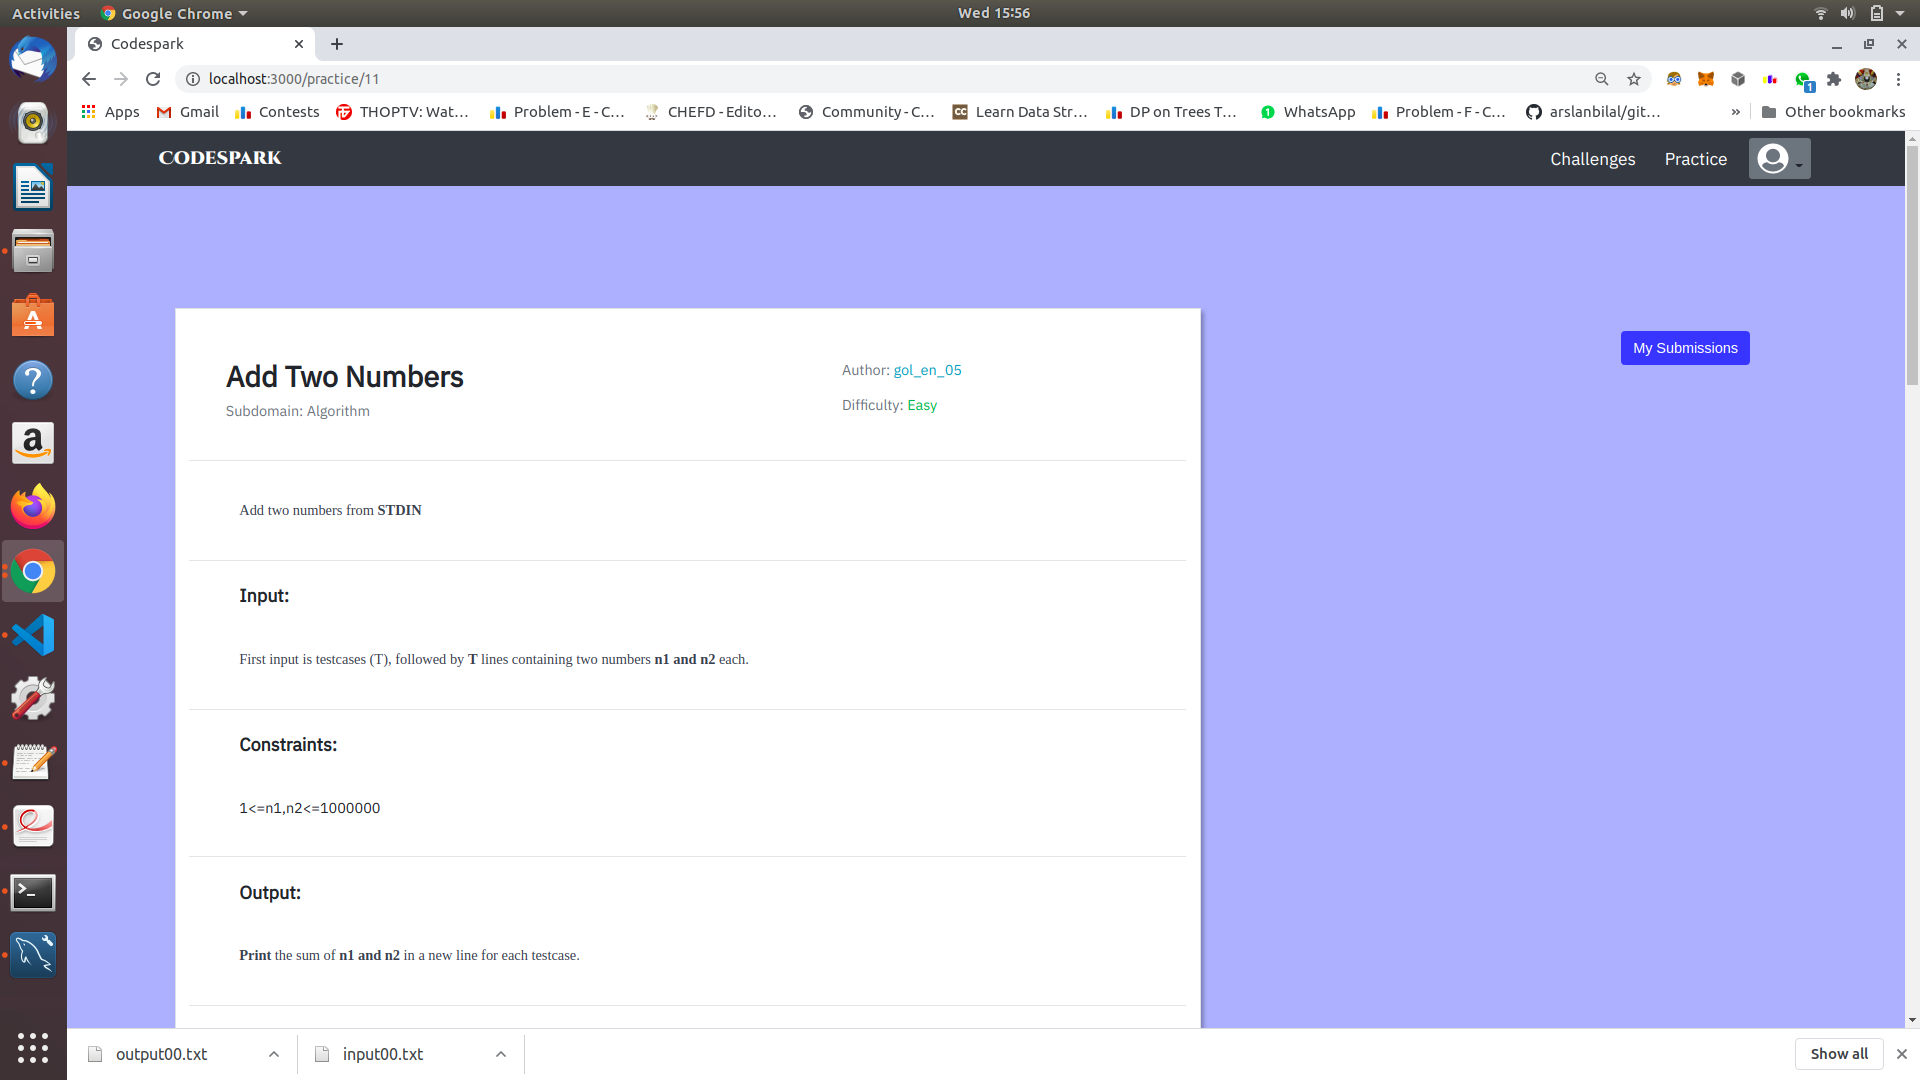 Activities Google Chrome Wed 15:56
Codespark
localhost:3000/practice/11
1
Apps Gmail Contests THOPTV: Wat… Problem - E - C… CHEFD - Edito… Community - C… CC Learn Data Str… DP on Trees T… 1 WhatsApp Problem - F - C… arslanbilal/git… » Other bookmarks
CODESPARK Challenges Practice
My Submissions
Add Two Numbers
Author: gol_en_05
Subdomain: Algorithm
Difficulty: Easy
Add two numbers from STDIN
Input:
First input is testcases (T), followed by T lines containing two numbers n1 and n2 each.
Constraints:
1<=n1,n2<=1000000
Output:
Print the sum of n1 and n2 in a new line for each testcase.
output00.txt input00.txt Show all